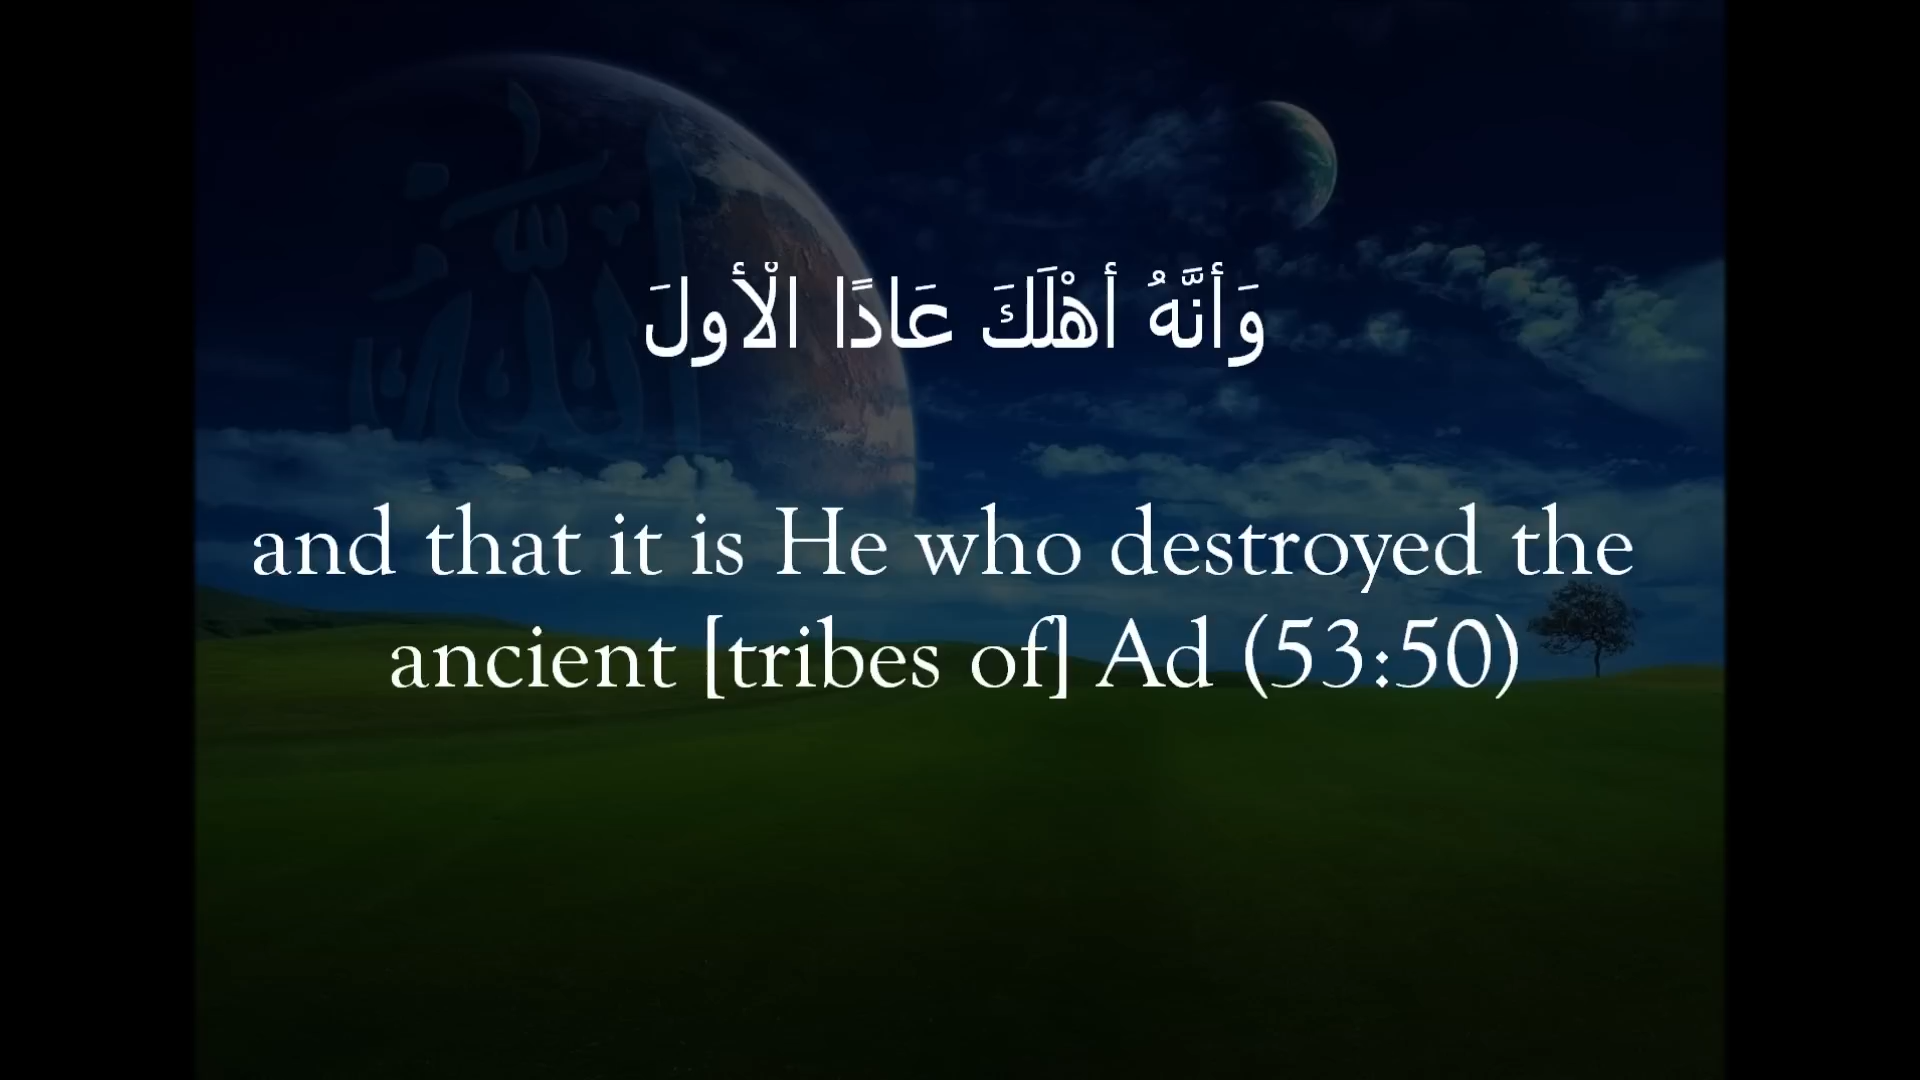 وَأنَّهُ أهْلَكَ عَادًا الْأولَ
and that it is He who destroyed the
ancient [tribes of] Ad (53:50)